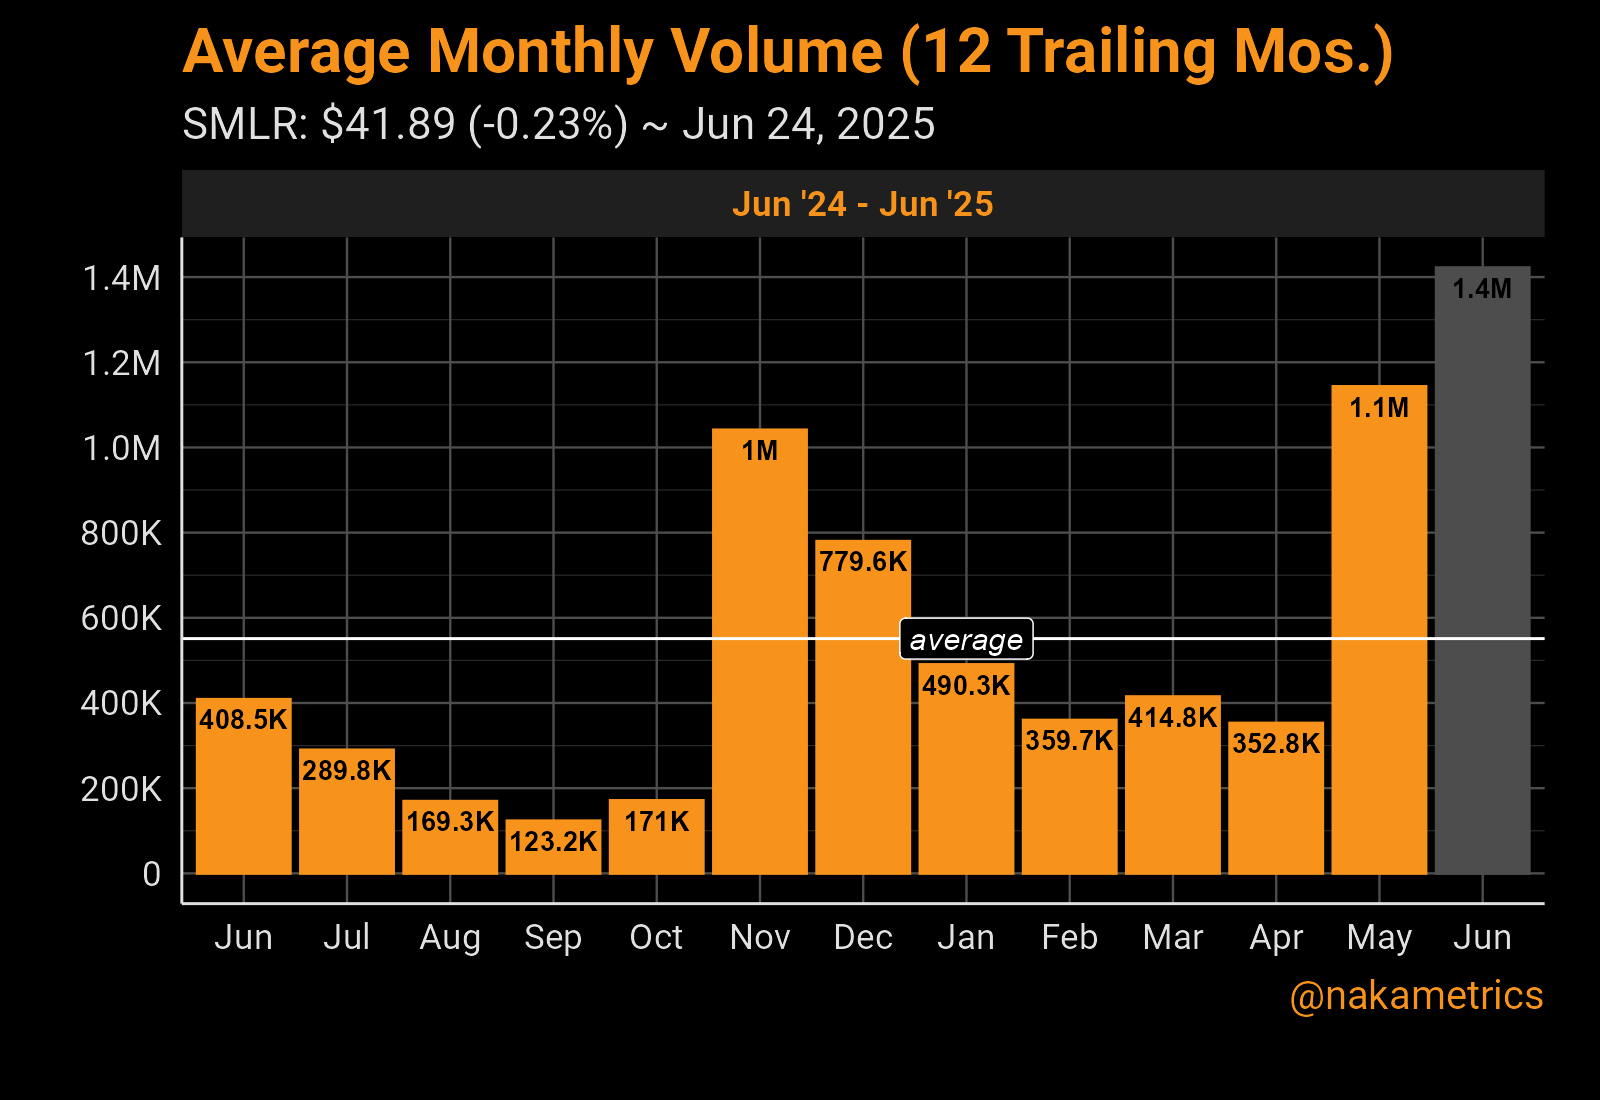 Average Monthly Volume (12 Trailing Mos.)
SMLR: $41.89 (-0.23%) ~ Jun 24, 2025
Jun '24 - Jun '25
1.4M
1.2M
1.0M
800K
600K
400K
200K
0
408.5K
289.8K
169.3K
123.2K
171K
1M
779.6K
average
490.3K
359.7K
414.8K
352.8K
1.1M
1.4M
Jun Jul Aug Sep Oct Nov Dec Jan Feb Mar Apr May Jun
@nakametrics